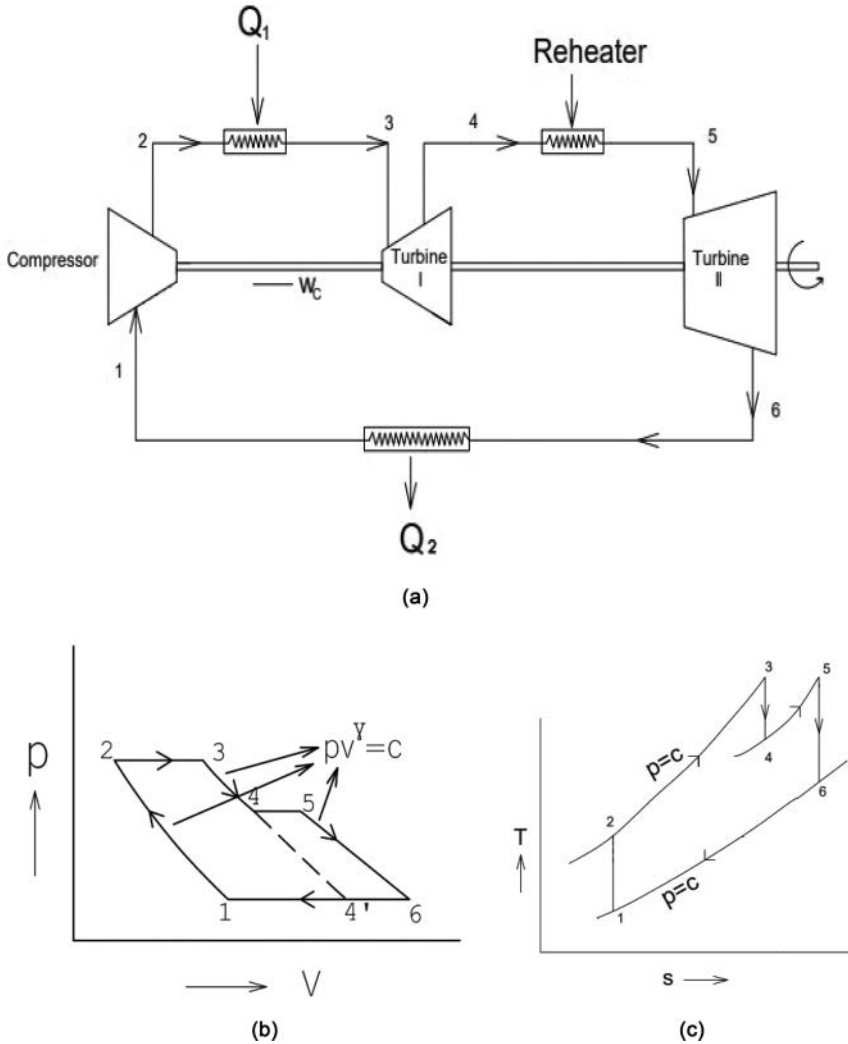 Q₁
Reheater
2
3
4
5
Compressor
Turbine
I
Turbine
II
W_C
1
6
Q₂
(a)
p
2
3
pv^γ=c
4
5
1
4'
6
V
(b)
3
5
p=c
4
6
2
T
p=c
1
s
(c)